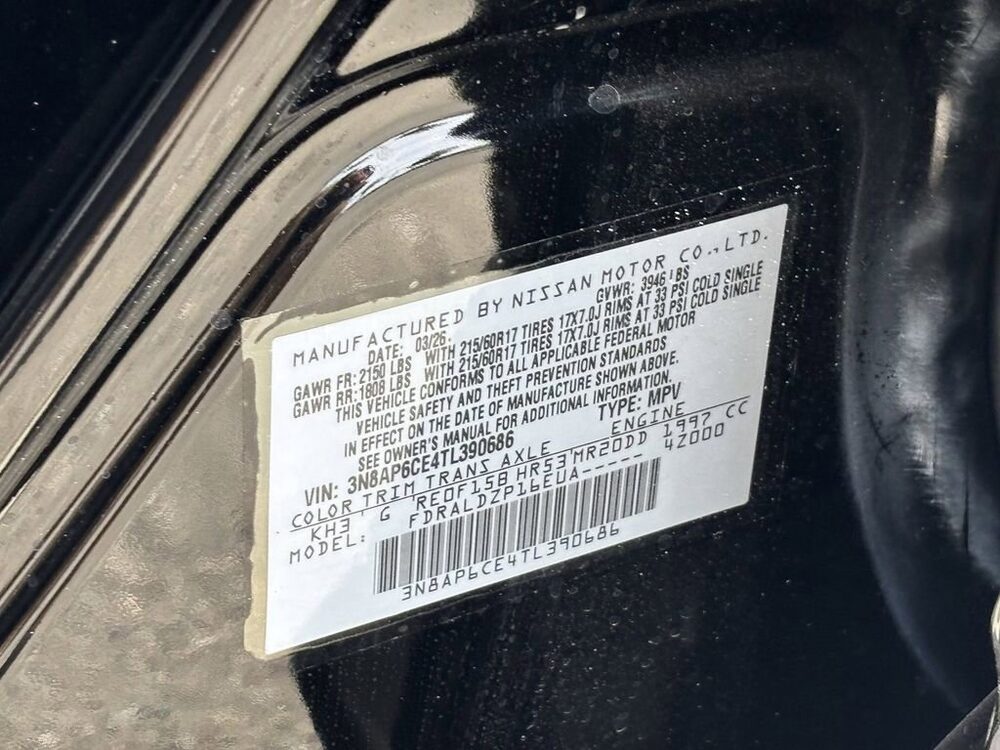 MANUFACTURED BY NISSAN MOTOR CO.,LTD.
DATE: 03/26 GVWR: 3946 LBS
GAWR FR: 2150 LBS WITH 215/60R17 TIRES 17X7.0J RIMS AT 33 PSI COLD SINGLE
GAWR RR: 1808 LBS WITH 215/60R17 TIRES 17X7.0J RIMS AT 33 PSI COLD SINGLE
THIS VEHICLE CONFORMS TO ALL APPLICABLE FEDERAL MOTOR
VEHICLE SAFETY AND THEFT PREVENTION STANDARDS
IN EFFECT ON THE DATE OF MANUFACTURE SHOWN ABOVE.
SEE OWNER'S MANUAL FOR ADDITIONAL INFORMATION.
VIN: 3N8AP6CE4TL390686 TYPE: MPV
COLOR TRIM TRANS AXLE ENGINE
KH3 G RE0F15B HR53 MR20DD 1997 CC
MODEL: FDRALDZP16EUA----- 4Z000
3N8AP6CE4TL390686